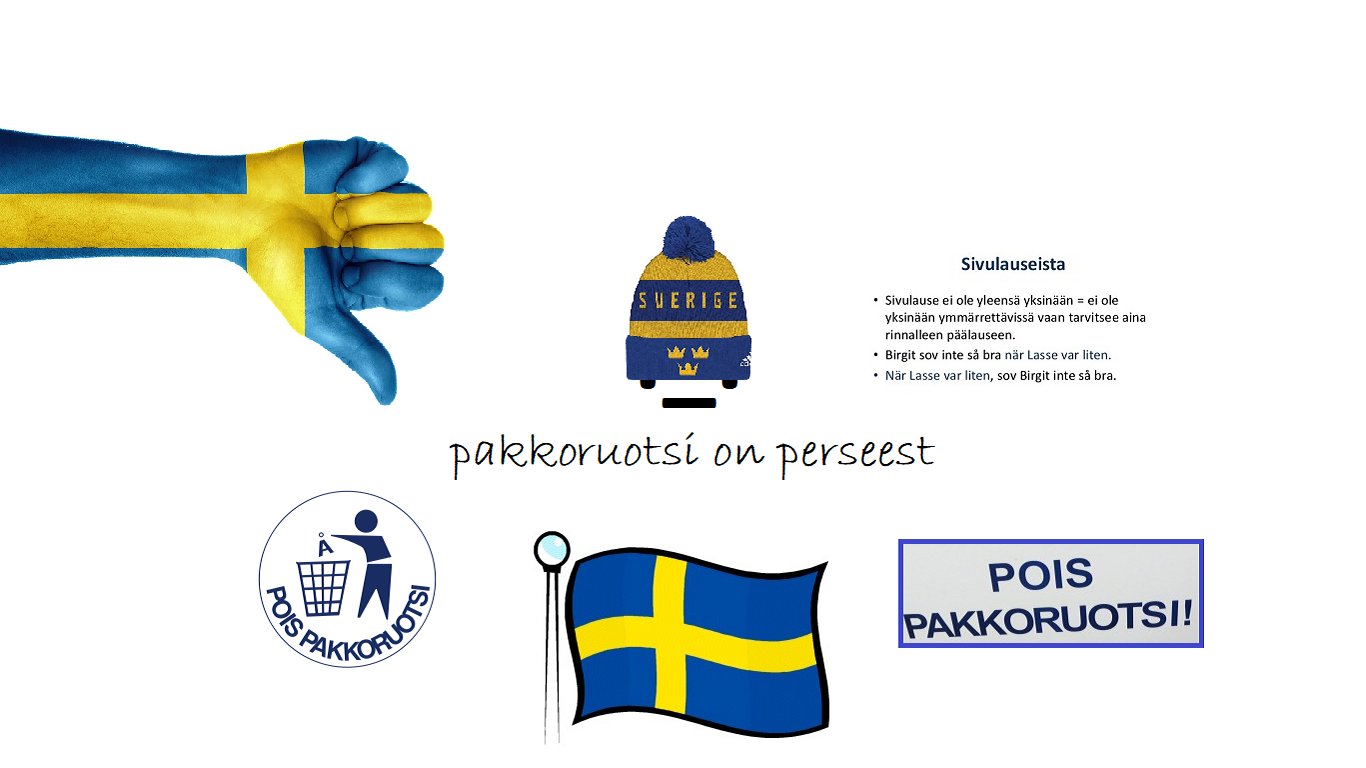 SUERIGE
Sivulauseista
• Sivulause ei ole yleensä yksinään = ei ole
yksinään ymmärrettävissä vaan tarvitsee aina
rinnalleen päälauseen.
• Birgit sov inte så bra när Lasse var liten.
• När Lasse var liten, sov Birgit inte så bra.
pakkoruotsi on perseest
Å
POIS PAKKORUOTSI
POIS
PAKKORUOTSI!